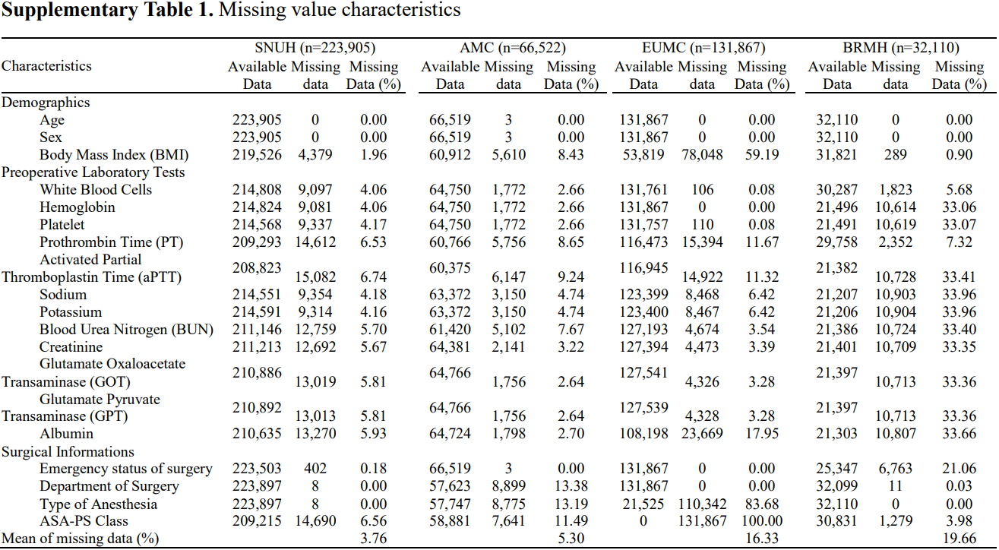 Supplementary Table 1. Missing value characteristics
SNUH (n=223,905) AMC (n=66,522) EUMC (n=131,867) BRMH (n=32,110)
Characteristics Available Missing Missing Available Missing Missing Available Missing Missing Available Missing Missing
Data data Data (%) Data data Data (%) Data data Data (%) Data data Data (%)
Demographics
Age 223,905 0 0.00 66,519 3 0.00 131,867 0 0.00 32,110 0 0.00
Sex 223,905 0 0.00 66,519 3 0.00 131,867 0 0.00 32,110 0 0.00
Body Mass Index (BMI) 219,526 4,379 1.96 60,912 5,610 8.43 53,819 78,048 59.19 31,821 289 0.90
Preoperative Laboratory Tests
White Blood Cells 214,808 9,097 4.06 64,750 1,772 2.66 131,761 106 0.08 30,287 1,823 5.68
Hemoglobin 214,824 9,081 4.06 64,750 1,772 2.66 131,867 0 0.00 21,496 10,614 33.06
Platelet 214,568 9,337 4.17 64,750 1,772 2.66 131,757 110 0.08 21,491 10,619 33.07
Prothrombin Time (PT) 209,293 14,612 6.53 60,766 5,756 8.65 116,473 15,394 11.67 29,758 2,352 7.32
Activated Partial
Thromboplastin Time (aPTT) 208,823 15,082 6.74 60,375 6,147 9.24 116,945 14,922 11.32 21,382 10,728 33.41
Sodium 214,551 9,354 4.18 63,372 3,150 4.74 123,399 8,468 6.42 21,207 10,903 33.96
Potassium 214,591 9,314 4.16 63,372 3,150 4.74 123,400 8,467 6.42 21,206 10,904 33.96
Blood Urea Nitrogen (BUN) 211,146 12,759 5.70 61,420 5,102 7.67 127,193 4,674 3.54 21,386 10,724 33.40
Creatinine 211,213 12,692 5.67 64,381 2,141 3.22 127,394 4,473 3.39 21,401 10,709 33.35
Glutamate Oxaloacetate
Transaminase (GOT) 210,886 13,019 5.81 64,766 1,756 2.64 127,541 4,326 3.28 21,397 10,713 33.36
Glutamate Pyruvate
Transaminase (GPT) 210,892 13,013 5.81 64,766 1,756 2.64 127,539 4,328 3.28 21,397 10,713 33.36
Albumin 210,635 13,270 5.93 64,724 1,798 2.70 108,198 23,669 17.95 21,303 10,807 33.66
Surgical Informations
Emergency status of surgery 223,503 402 0.18 66,519 3 0.00 131,867 0 0.00 25,347 6,763 21.06
Department of Surgery 223,897 8 0.00 57,623 8,899 13.38 131,867 0 0.00 32,099 11 0.03
Type of Anesthesia 223,897 8 0.00 57,747 8,775 13.19 21,525 110,342 83.68 32,110 0 0.00
ASA-PS Class 209,215 14,690 6.56 58,881 7,641 11.49 0 131,867 100.00 30,831 1,279 3.98
Mean of missing data (%) 3.76 5.30 16.33 19.66